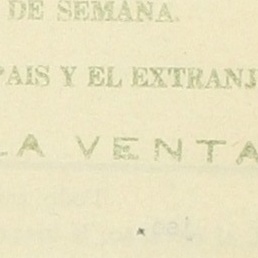 DE SEMANA.
PAIS Y EL EXTRANJ
LA VENTA